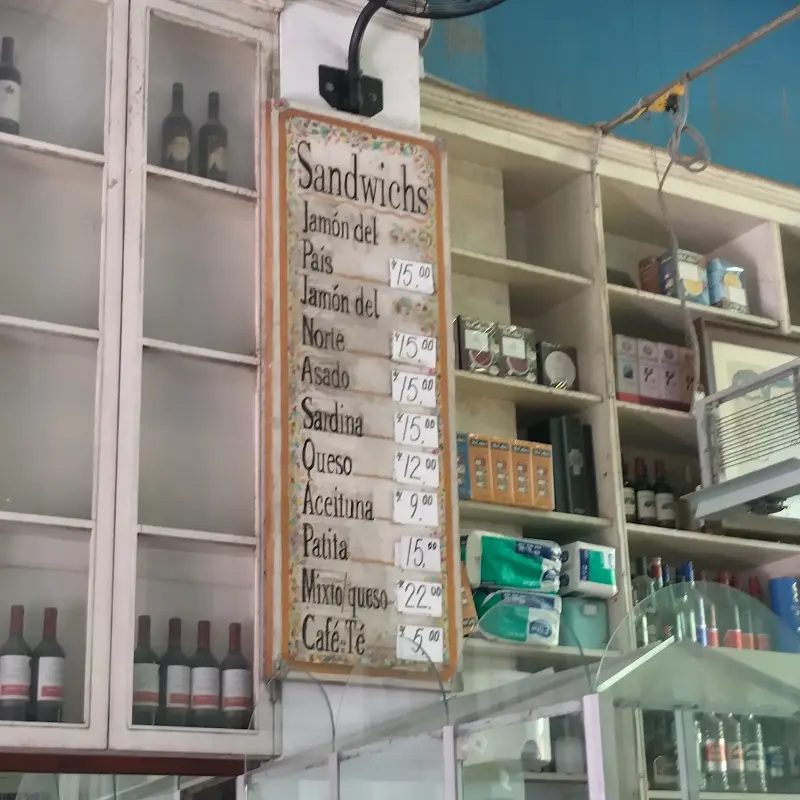 Sandwichs
Jamón del
País 15.00
Jamón del
Norte 15.00
Asado 15.00
Sardina 15.00
Queso 12.00
Aceituna 9.00
Patita 15.00
Mixto/queso 22.00
Café-Té 5.00